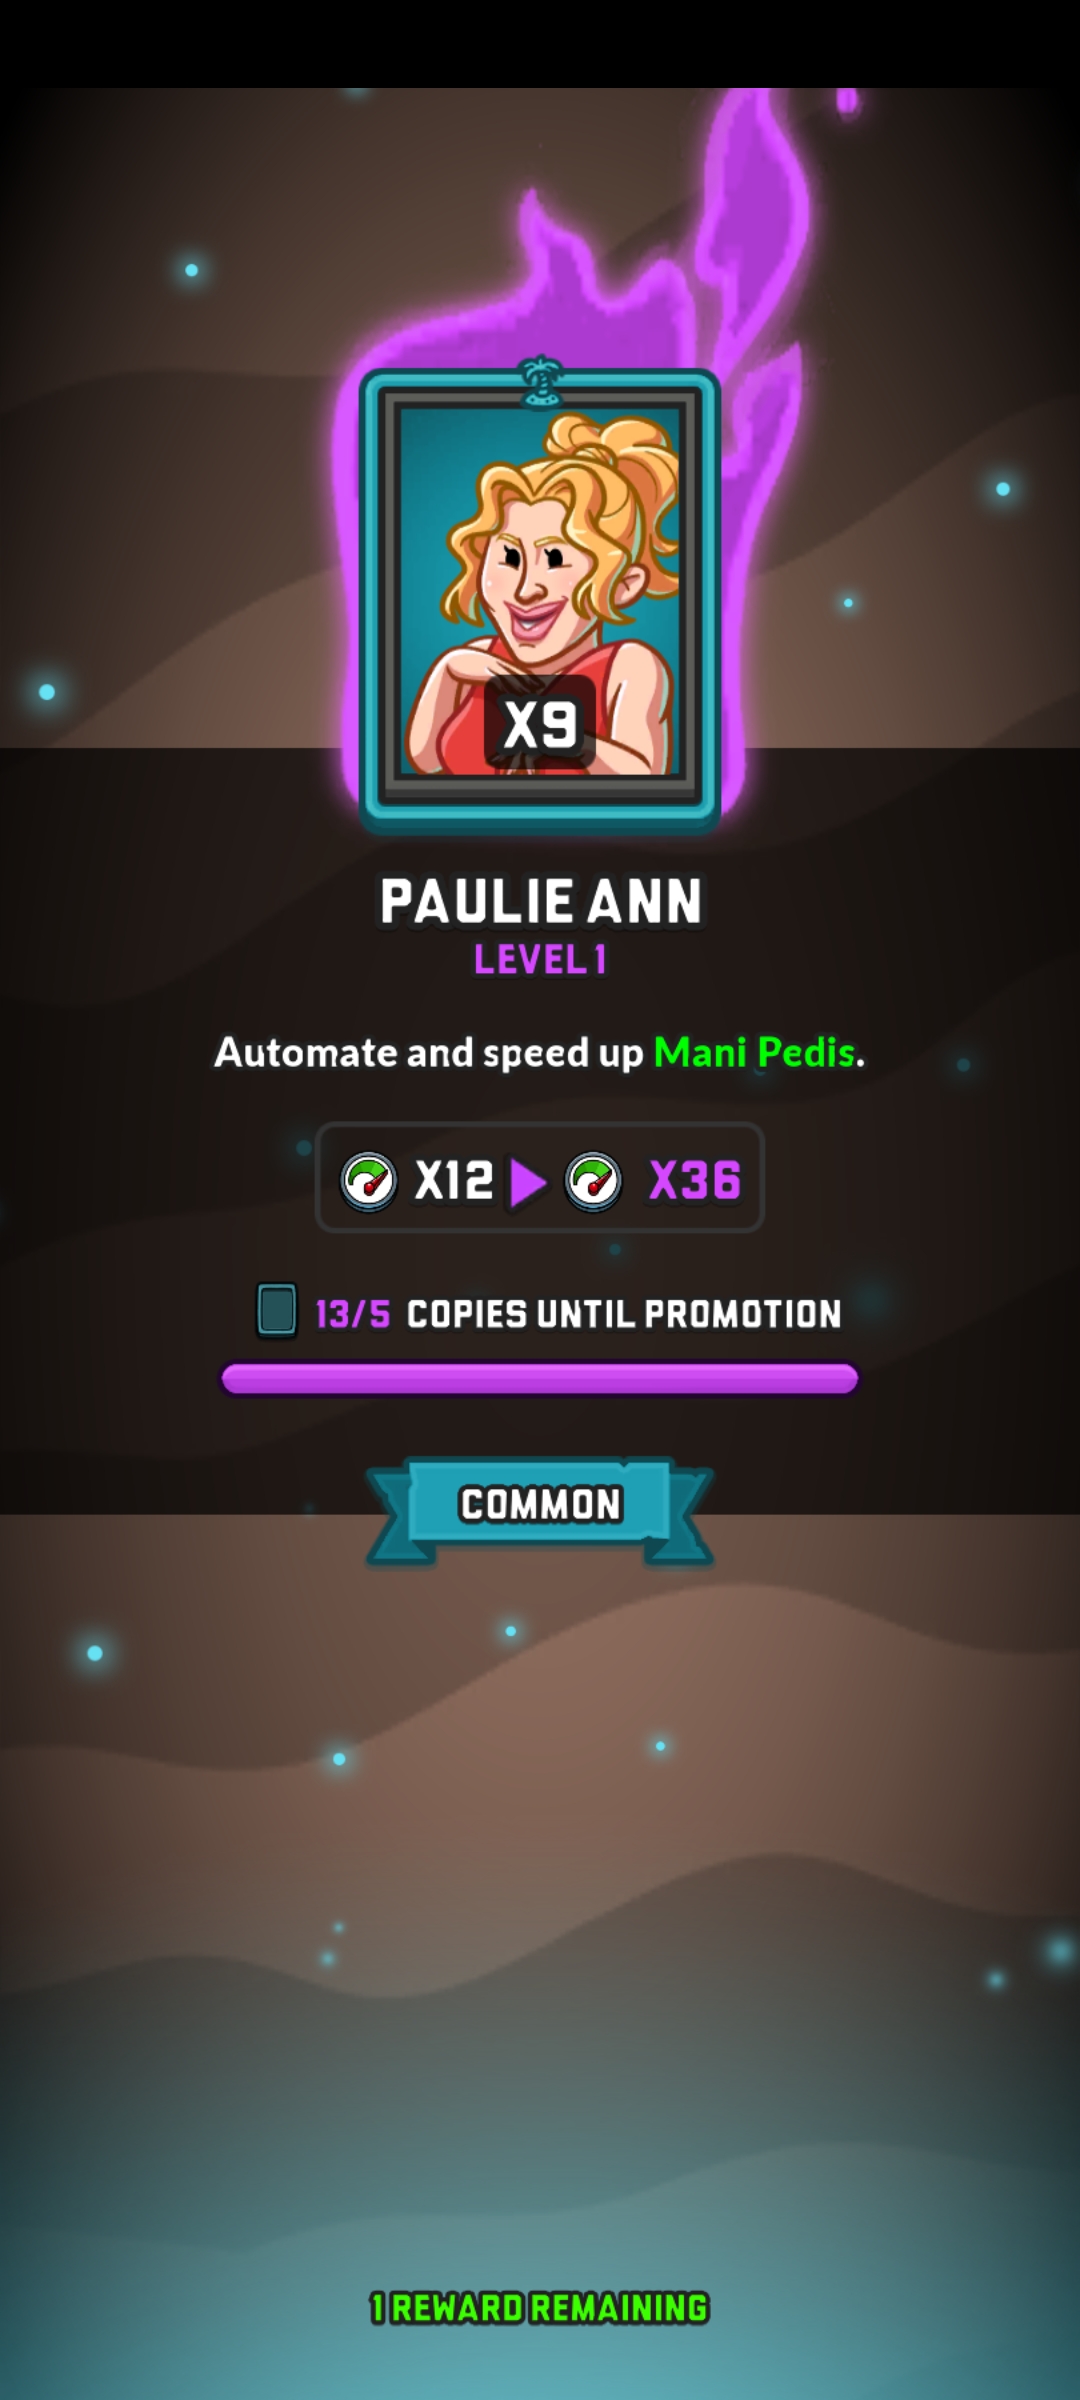 X9
PAULIE ANN
LEVEL 1
Automate and speed up Mani Pedis.
X12 X36
13/5 COPIES UNTIL PROMOTION
COMMON
1 REWARD REMAINING